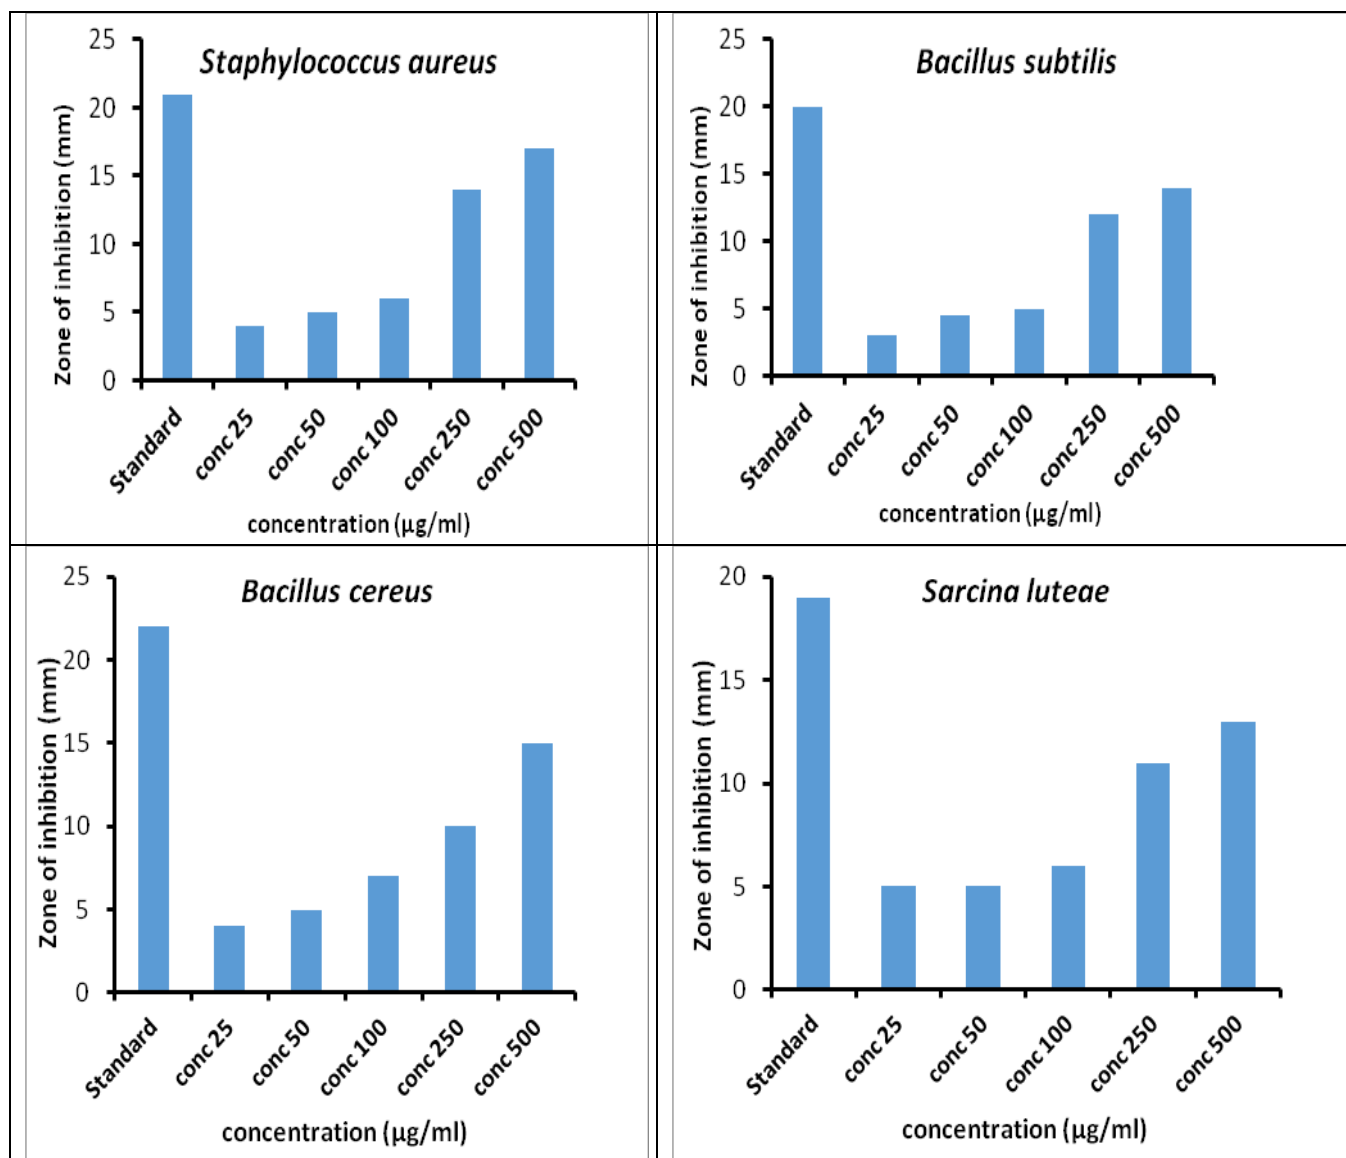 Staphylococcus aureus
Zone of inhibition (mm)
25
20
15
10
5
0
Standard
conc 25
conc 50
conc 100
conc 250
conc 500
concentration (µg/ml)
Bacillus subtilis
Zone of inhibition (mm)
25
20
15
10
5
0
Standard
conc 25
conc 50
conc 100
conc 250
conc 500
concentration (µg/ml)
Bacillus cereus
Zone of inhibition (mm)
25
20
15
10
5
0
Standard
conc 25
conc 50
conc 100
conc 250
conc 500
concentration (µg/ml)
Sarcina luteae
Zone of inhibition (mm)
20
15
10
5
0
Standard
conc 25
conc 50
conc 100
conc 250
conc 500
concentration (µg/ml)